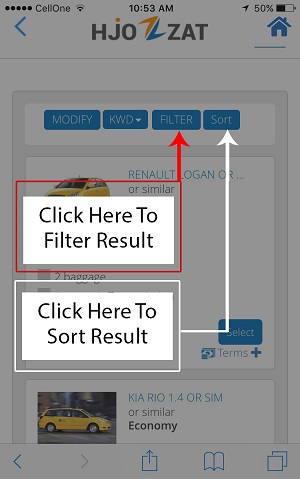 CellOne 10:53 AM 50%
HJOZZAT
MODIFY KWD FILTER Sort
RENAULT LOGAN OR ...
or similar
Click Here To
Filter Result
2 baggage
Click Here To
Sort Result
Select
Terms
KIA RIO 1.4 OR SIM
or similar
Economy